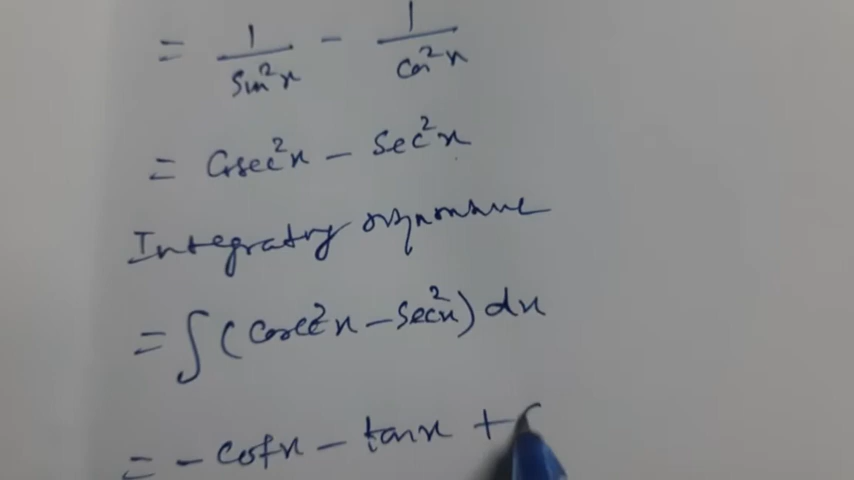 = 1/sin²x - 1/cos²x
= Cosec²x - Sec²x
Integrating
= ∫(Cosec²x - Sec²x) dx
= - cotx - tanx +